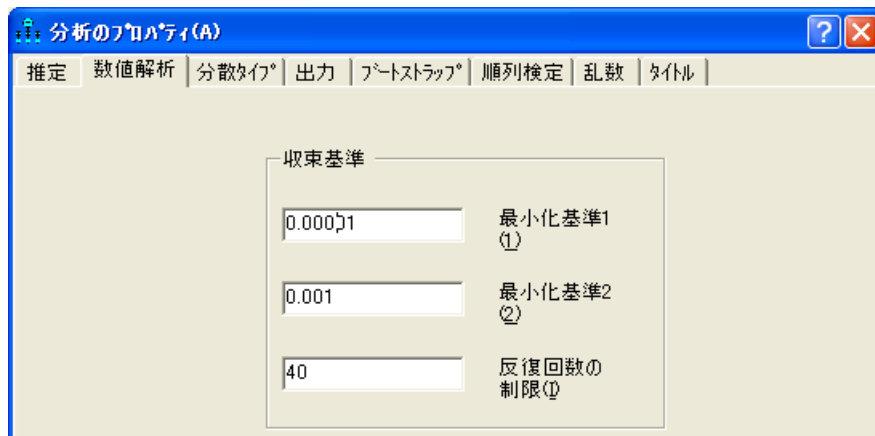 分析のﾌﾟﾛﾊﾟﾃｨ(A)
推定 数値解析 分散ﾀｲﾌﾟ 出力 ﾌﾞｰﾄｽﾄﾗｯﾌﾟ 順列検定 乱数 ﾀｲﾄﾙ
収束基準
0.00001 最小化基準1
(1)
0.001 最小化基準2
(2)
40 反復回数の
制限(I)